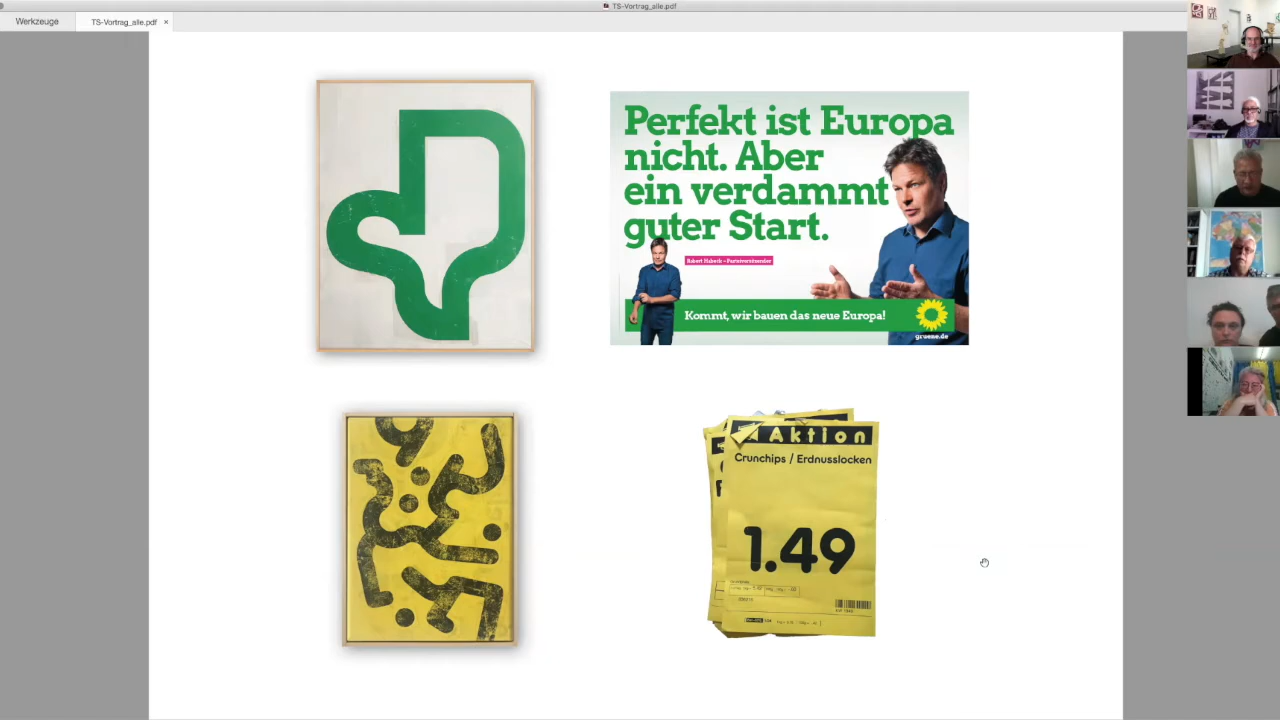 TS-Vortrag_alle.pdf
Werkzeuge
TS-Vortrag_alle.pdf ×
Perfekt ist Europa
nicht. Aber
ein verdammt
guter Start.
Robert Habeck – Parteivorsitzender
Kommt, wir bauen das neue Europa!
gruene.de
Aktion
Crunchips / Erdnusslocken
1.49